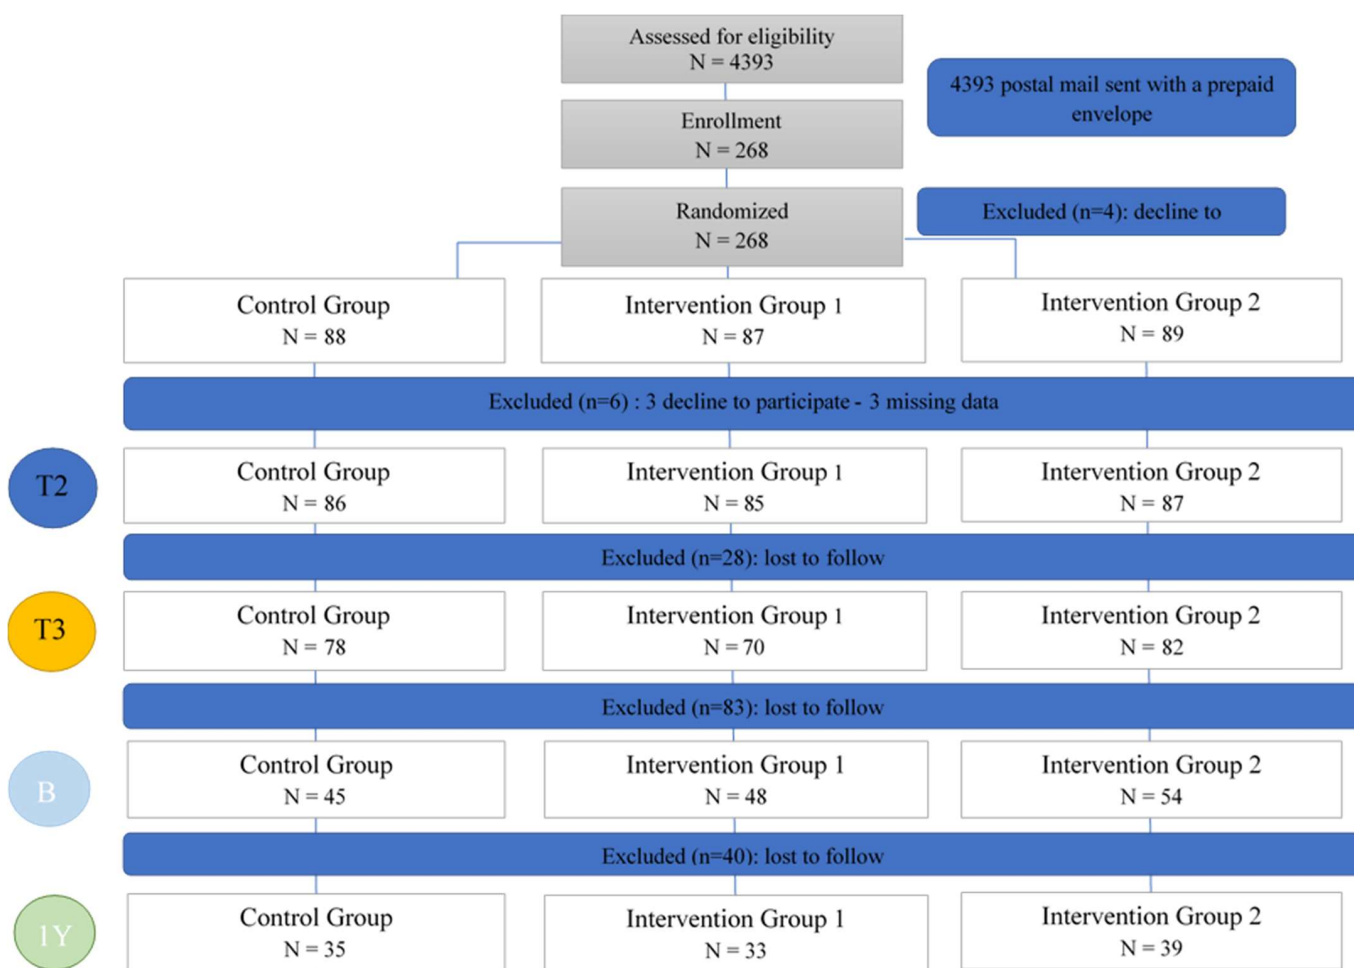 Assessed for eligibility
N = 4393
4393 postal mail sent with a prepaid
envelope
Enrollment
N = 268
Randomized
N = 268
Excluded (n=4): decline to
Control Group
N = 88
Intervention Group 1
N = 87
Intervention Group 2
N = 89
Excluded (n=6) : 3 decline to participate - 3 missing data
T2
Control Group
N = 86
Intervention Group 1
N = 85
Intervention Group 2
N = 87
Excluded (n=28): lost to follow
T3
Control Group
N = 78
Intervention Group 1
N = 70
Intervention Group 2
N = 82
Excluded (n=83): lost to follow
B
Control Group
N = 45
Intervention Group 1
N = 48
Intervention Group 2
N = 54
Excluded (n=40): lost to follow
1Y
Control Group
N = 35
Intervention Group 1
N = 33
Intervention Group 2
N = 39